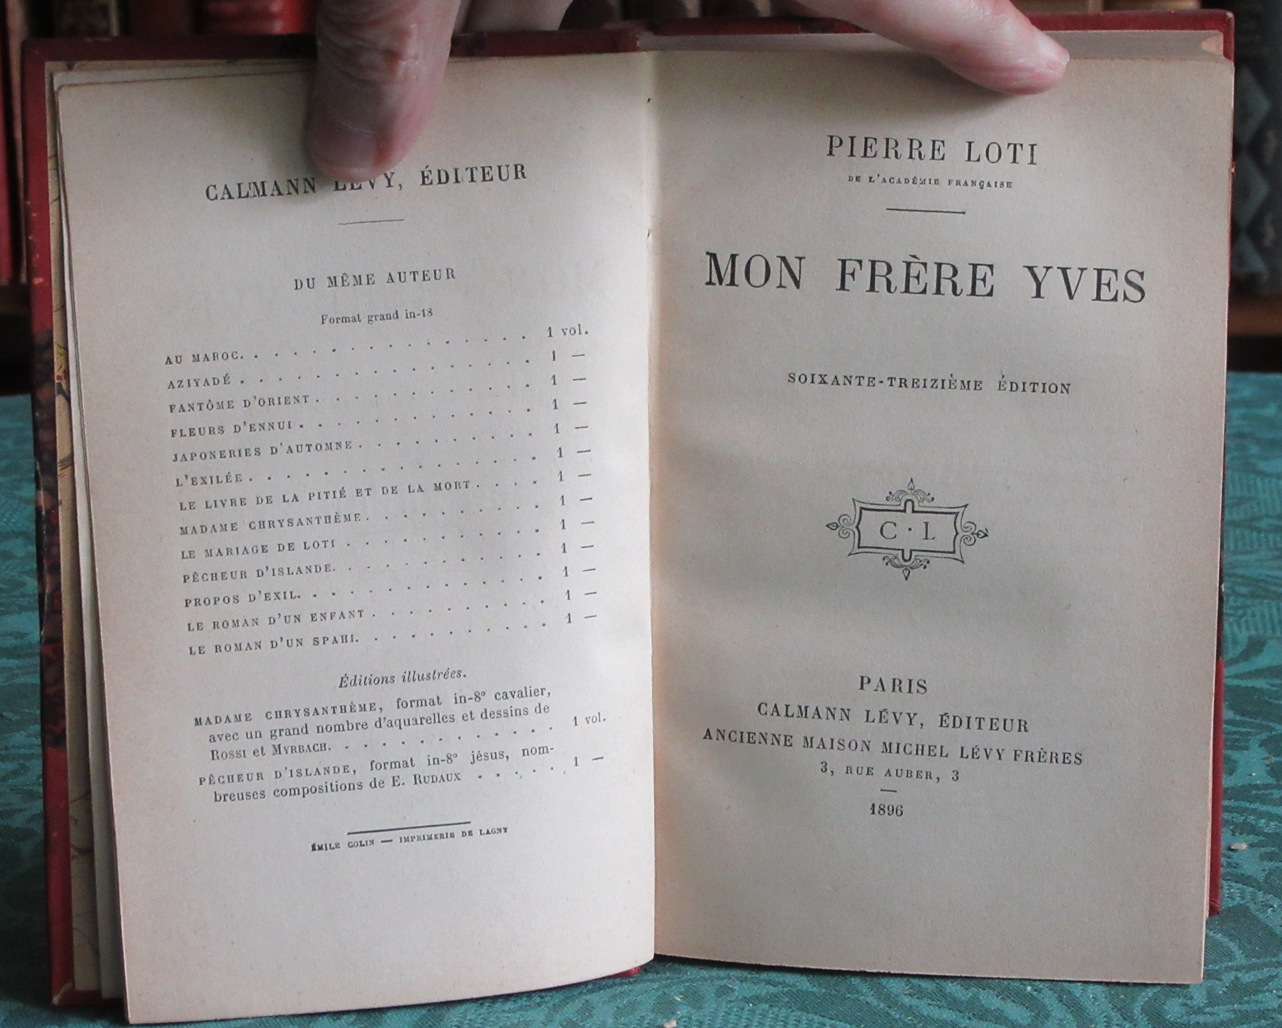 CALMANN LÉVY, ÉDITEUR
DU MÊME AUTEUR
Format grand in-18
AU MAROC. . . . . . . . . . . . . . . . 1 vol.
AZIYADÉ . . . . . . . . . . . . . . . . 1 —
FANTÔME D'ORIENT . . . . . . . . . . . . 1 —
FLEURS D'ENNUI . . . . . . . . . . . . . 1 —
JAPONERIES D'AUTOMNE . . . . . . . . . . 1 —
L'EXILÉE . . . . . . . . . . . . . . . . 1 —
LE LIVRE DE LA PITIÉ ET DE LA MORT . . . . 1 —
MADAME CHRYSANTHÈME . . . . . . . . . . 1 —
LE MARIAGE DE LOTI . . . . . . . . . . . 1 —
PÊCHEUR D'ISLANDE. . . . . . . . . . . . 1 —
PROPOS D'EXIL. . . . . . . . . . . . . . 1 —
LE ROMAN D'UN ENFANT . . . . . . . . . . 1 —
LE ROMAN D'UN SPAHI. . . . . . . . . . . 1 —
Éditions illustrées.
MADAME CHRYSANTHÈME, format in-8º cavalier,
avec un grand nombre d'aquarelles et dessins de
ROSSI et MYRBACH. . . . . . . . . . . . 1 vol.
PÊCHEUR D'ISLANDE, format in-8º jésus, nom-
breuses compositions de E. RUDAUX . . . . . 1 —
ÉMILE COLIN — IMPRIMERIE DE LAGNY
PIERRE LOTI
DE L'ACADÉMIE FRANÇAISE
MON FRÈRE YVES
SOIXANTE-TREIZIÈME ÉDITION
C · L
PARIS
CALMANN LÉVY, ÉDITEUR
ANCIENNE MAISON MICHEL LÉVY FRÈRES
3, RUE AUBER, 3
1896